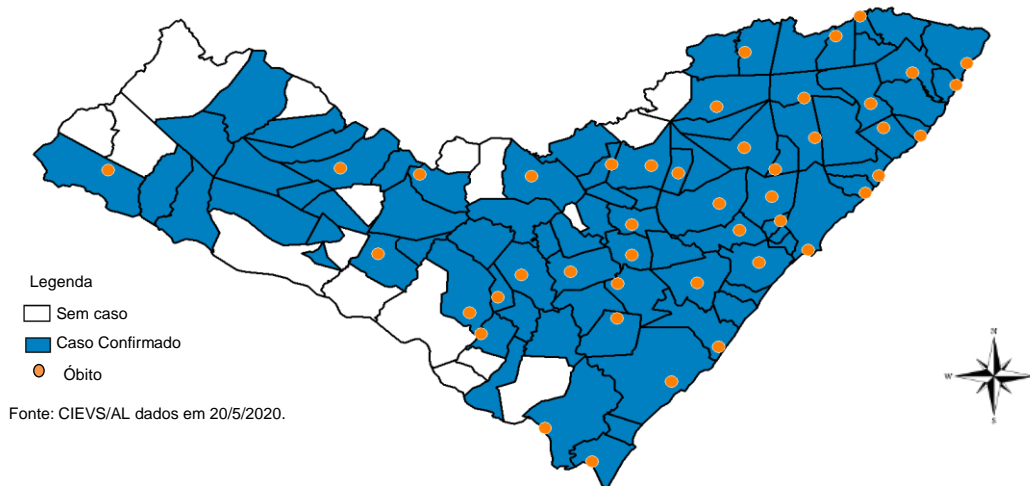 Legenda
Sem caso
Caso Confirmado
Óbito
Fonte: CIEVS/AL dados em 20/5/2020.
N
W
S